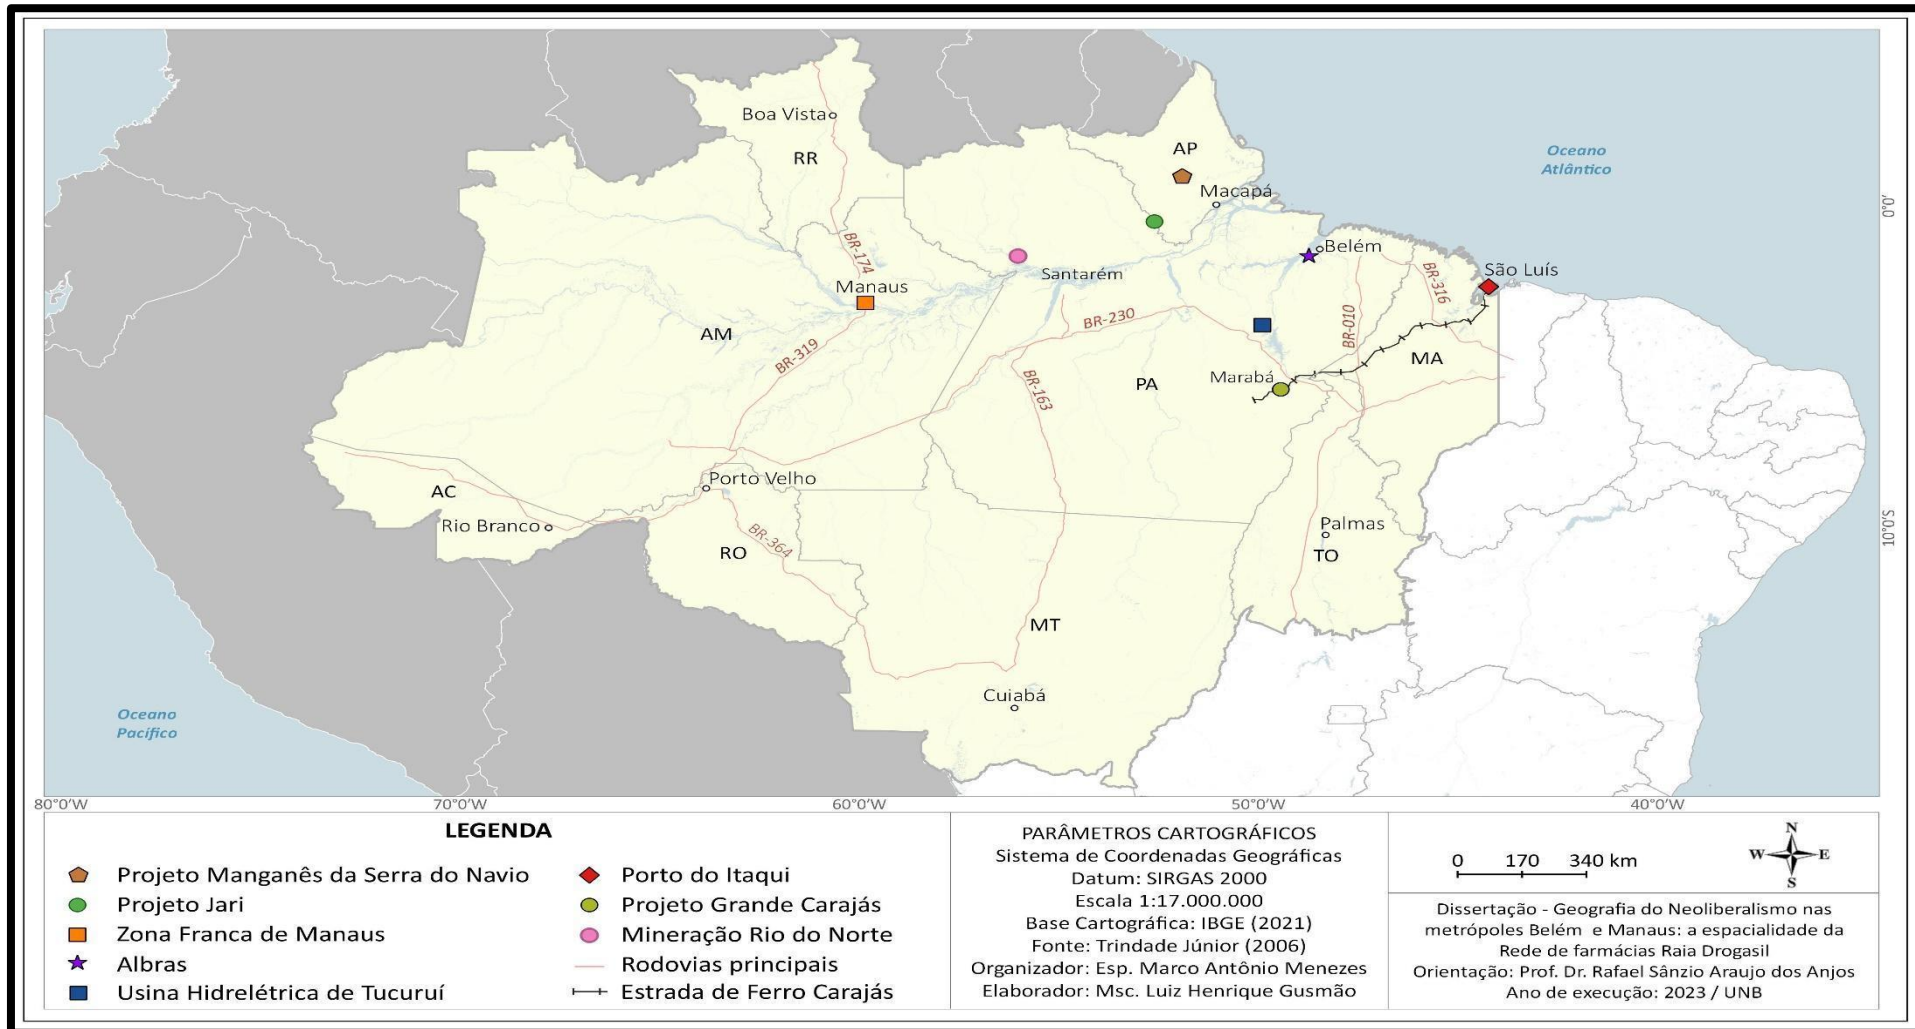 Boa Vista
RR
AP
Macapá
Oceano
Atlântico
0°0'
BR-174
Manaus
Santarém
Belém
São Luís
BR-316
BR-010
BR-230
AM
BR-319
BR-163
PA
Marabá
MA
Porto Velho
AC
Rio Branco
BR-364
RO
Palmas
TO
10°0'S
MT
Cuiabá
Oceano
Pacífico
80°0'0"W
70°0'0"W
60°0'0"W
50°0'0"W
40°0'0"W
LEGENDA
Projeto Manganês da Serra do Navio
Projeto Jari
Zona Franca de Manaus
Albras
Usina Hidrelétrica de Tucuruí
Porto do Itaqui
Projeto Grande Carajás
Mineração Rio do Norte
Rodovias principais
Estrada de Ferro Carajás
PARÂMETROS CARTOGRÁFICOS
Sistema de Coordenadas Geográficas
Datum: SIRGAS 2000
Escala 1:17.000.000
Base Cartográfica: IBGE (2021)
Fonte: Trindade Júnior (2006)
Organizador: Esp. Marco Antônio Menezes
Elaborador: Msc. Luiz Henrique Gusmão
0 170 340 km
N
W E
S
Dissertação - Geografia do Neoliberalismo nas
metrópoles Belém e Manaus: a espacialidade da
Rede de farmácias Raia Drogasil
Orientação: Prof. Dr. Rafael Sânzio Araujo dos Anjos
Ano de execução: 2023 / UNB